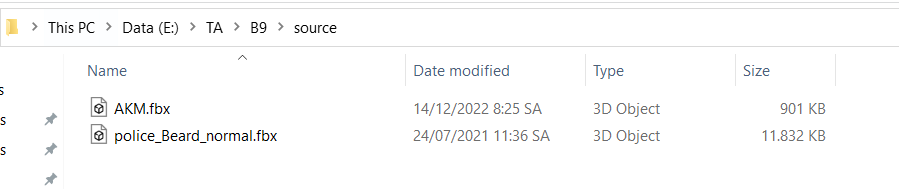 This PC > Data (E:) > TA > B9 > source
Name Date modified Type Size
AKM.fbx 14/12/2022 8:25 SA 3D Object 901 KB
police_Beard_normal.fbx 24/07/2021 11:36 SA 3D Object 11.832 KB